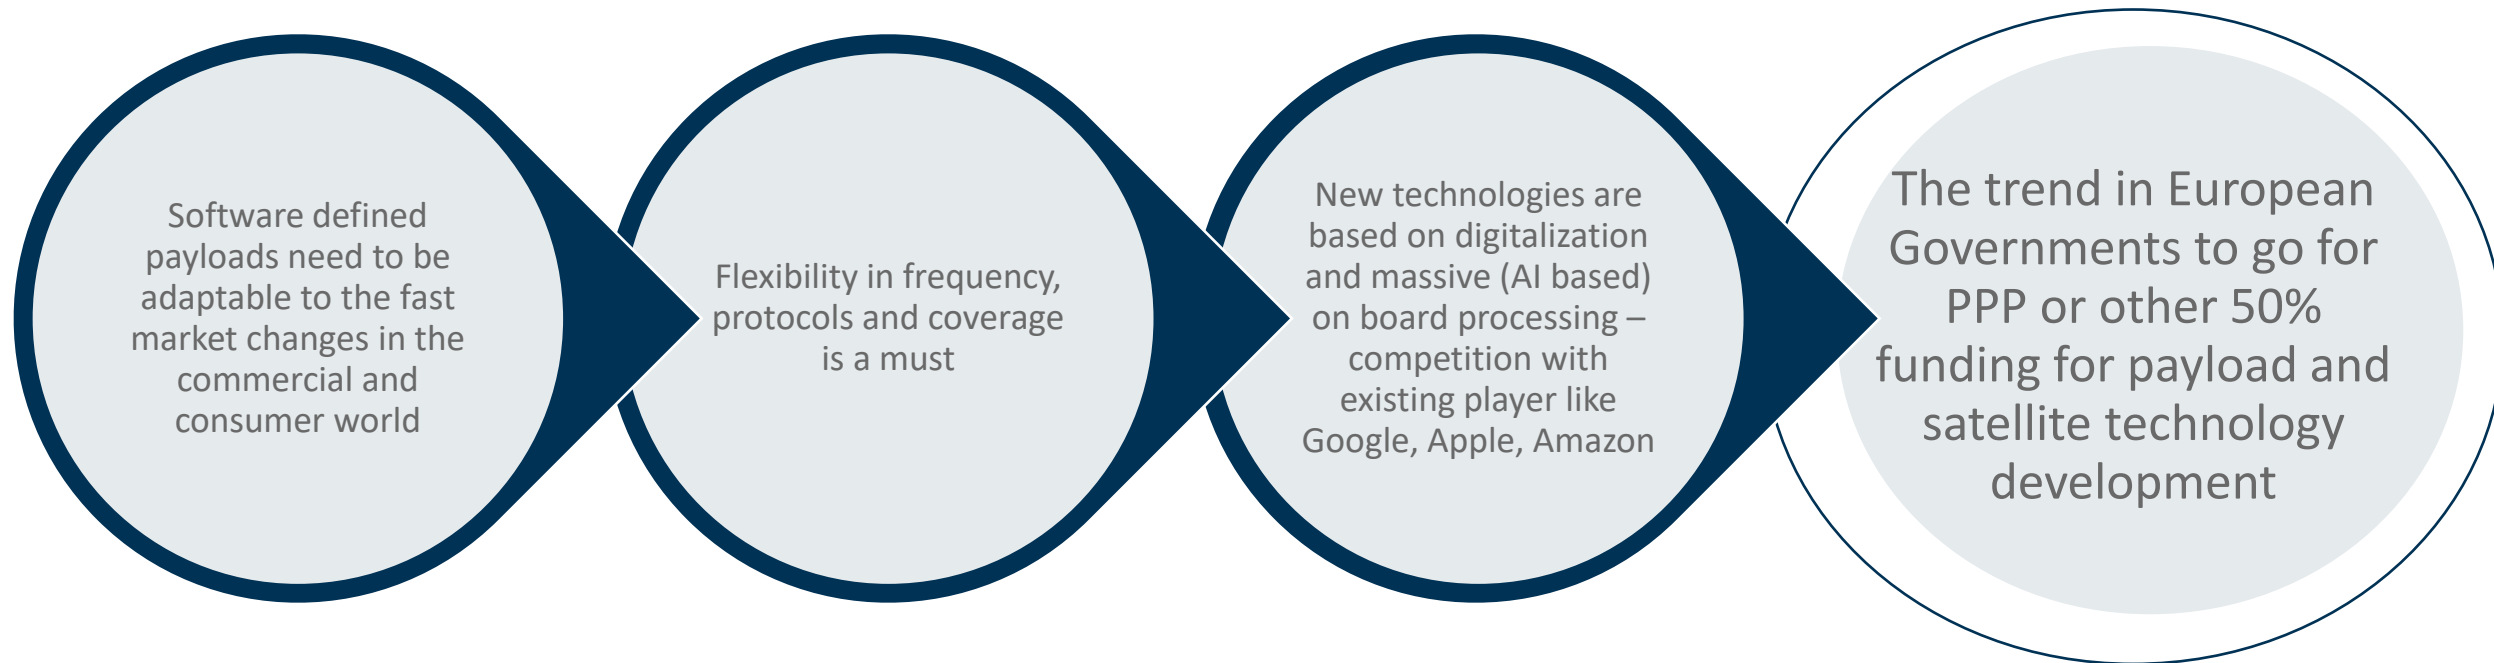 Software defined
payloads need to be
adaptable to the fast
market changes in the
commercial and
consumer world
Flexibility in frequency,
protocols and coverage
is a must
New technologies are
based on digitalization
and massive (AI based)
on board processing –
competition with
existing player like
Google, Apple, Amazon
The trend in European
Governments to go for
PPP or other 50%
funding for payload and
satellite technology
development